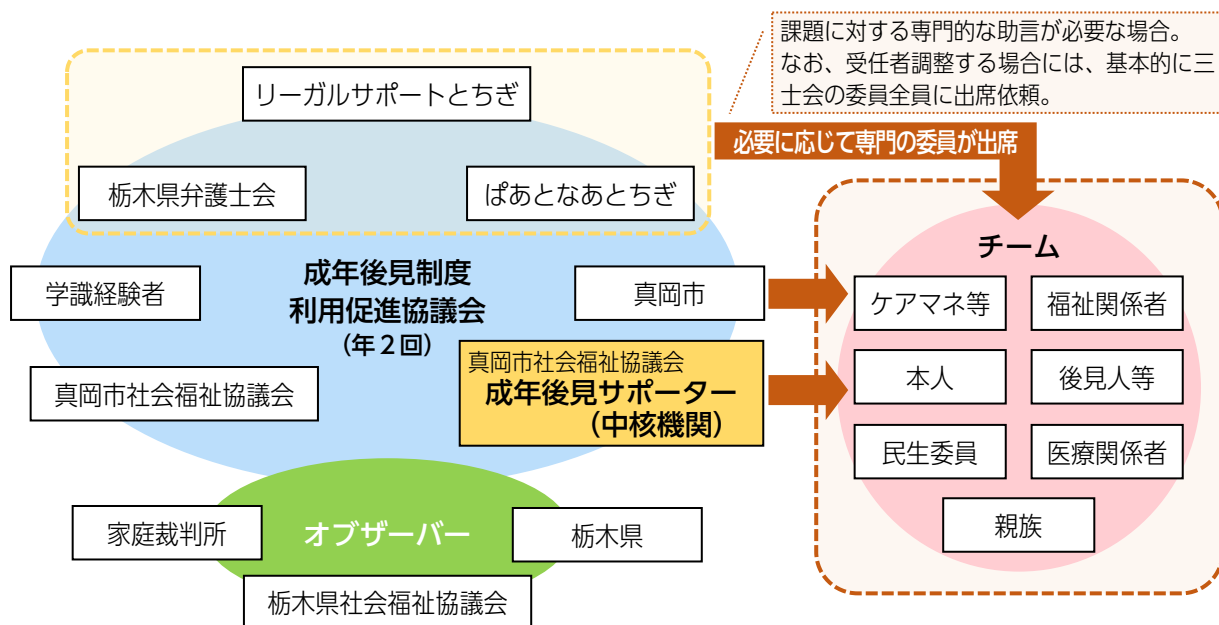 課題に対する専門的な助言が必要な場合。
なお、受任者調整する場合には、基本的に三
士会の委員全員に出席依頼。
リーガルサポートとちぎ
必要に応じて専門の委員が出席
栃木県弁護士会
ぱあとなあとちぎ
成年後見制度
利用促進協議会
（年２回）
学識経験者
真岡市
真岡市社会福祉協議会
真岡市社会福祉協議会
成年後見サポーター
（中核機関）
オブザーバー
家庭裁判所
栃木県
栃木県社会福祉協議会
チーム
ケアマネ等
福祉関係者
本人
後見人等
民生委員
医療関係者
親族